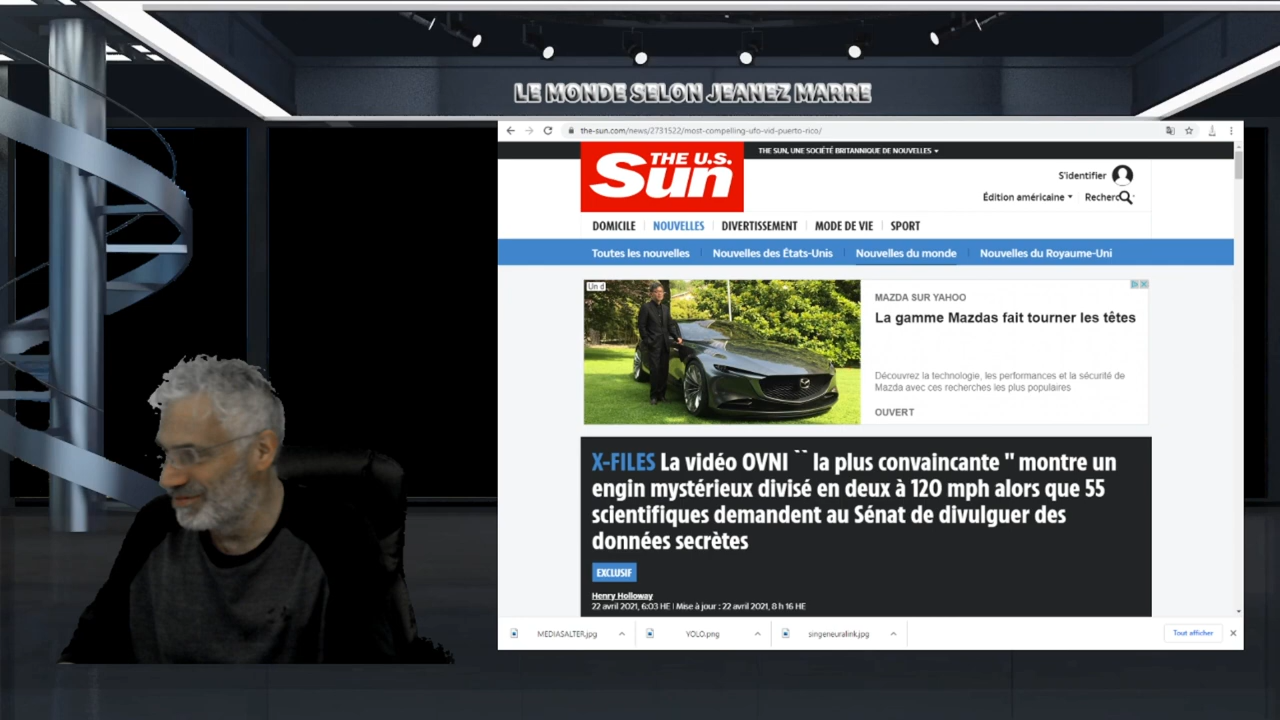 LE MONDE SELON JEANEZ MARRE
the-sun.com/news/2731522/most-compelling-ufo-vid-puerto-rico/
THE SUN, UNE SOCIÉTÉ BRITANNIQUE DE NOUVELLES
THE U.S.
Sun
S'identifier
Édition américaine
Recherc
DOMICILE NOUVELLES DIVERTISSEMENT MODE DE VIE SPORT
Toutes les nouvelles Nouvelles des États-Unis Nouvelles du monde Nouvelles du Royaume-Uni
Un d
MAZDA SUR YAHOO
La gamme Mazdas fait tourner les têtes
Découvrez la technologie, les performances et la sécurité de
Mazda avec ces recherches les plus populaires
OUVERT
X-FILES La vidéo OVNI `` la plus convaincante '' montre un
engin mystérieux divisé en deux à 120 mph alors que 55
scientifiques demandent au Sénat de divulguer des
données secrètes
EXCLUSIF
Henry Holloway
22 avril 2021, 6:03 HE | Mise à jour : 22 avril 2021, 8 h 16 HE
MEDIASALTER.jpg YOLO.png singeneuralink.jpg Tout afficher